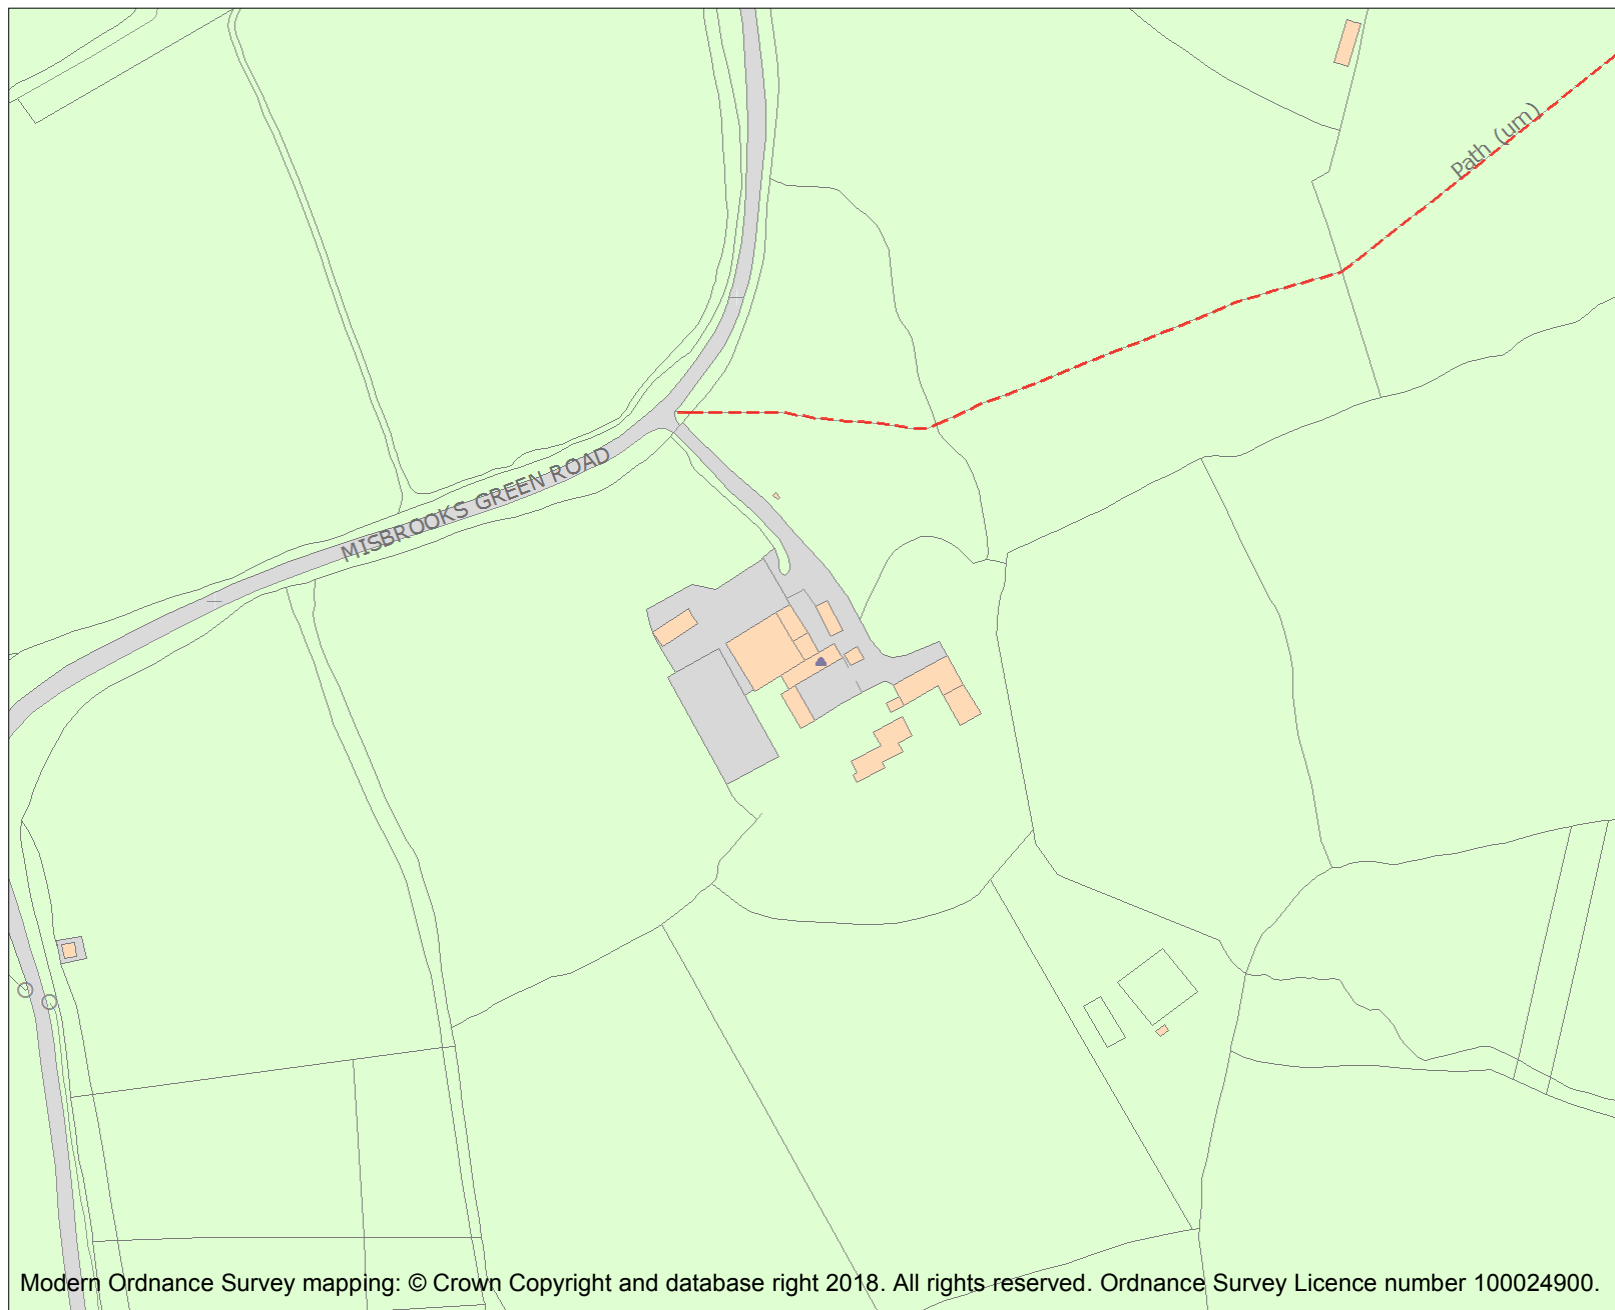 Path (um)
MISBROOKS GREEN ROAD
Modern Ordnance Survey mapping: © Crown Copyright and database right 2018. All rights reserved. Ordnance Survey Licence number 100024900.